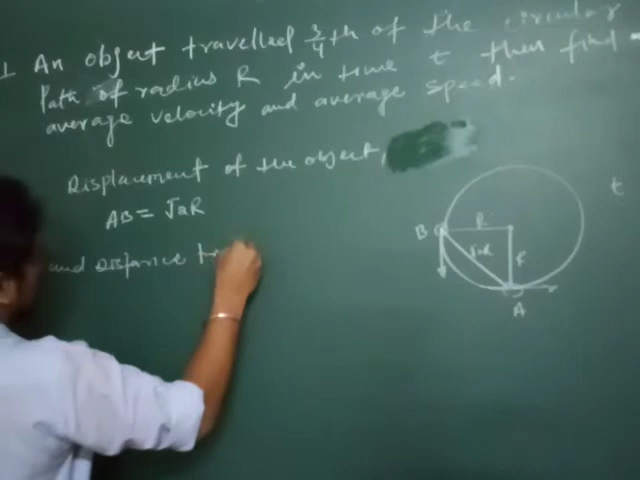 1 An object travelled 3/4th of the circular
Path of radius R in time t then find
average velocity and average speed.
Displacement of the object,
AB = √2R
and Distance tr
t
B
R
√2R
r
A